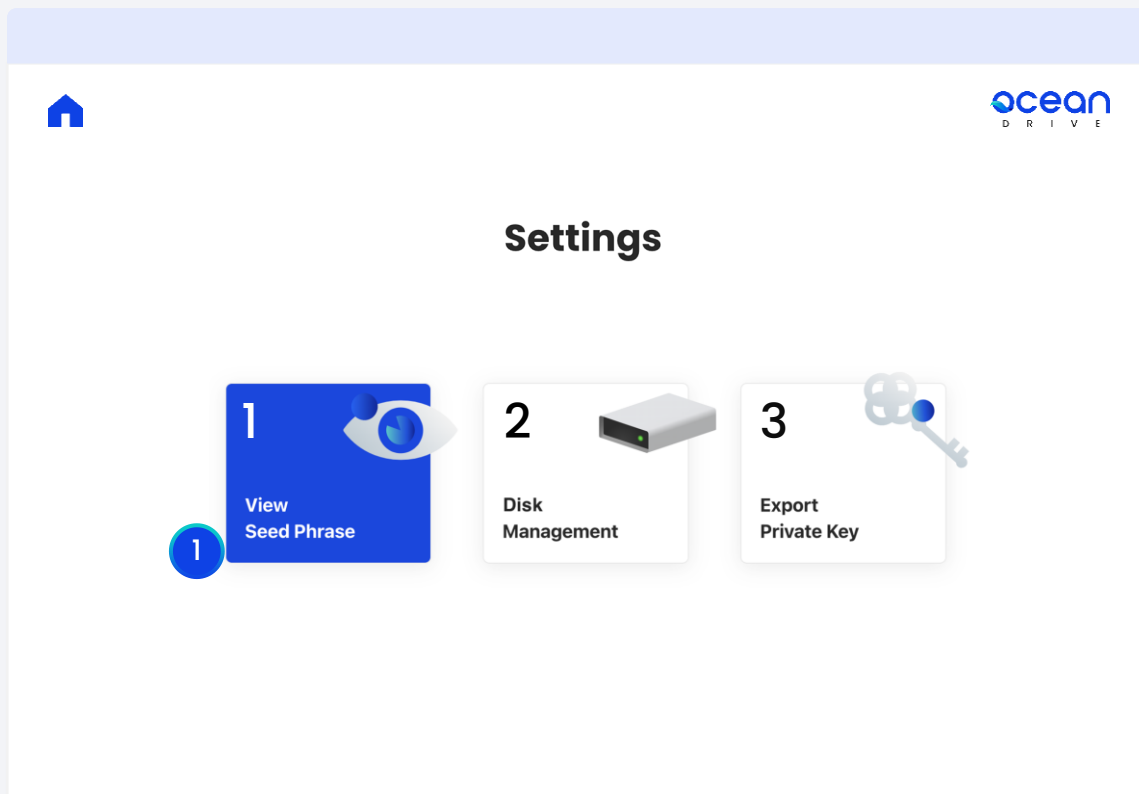 ocean
DRIVE
Settings
1
View
Seed Phrase
2
Disk
Management
3
Export
Private Key
1